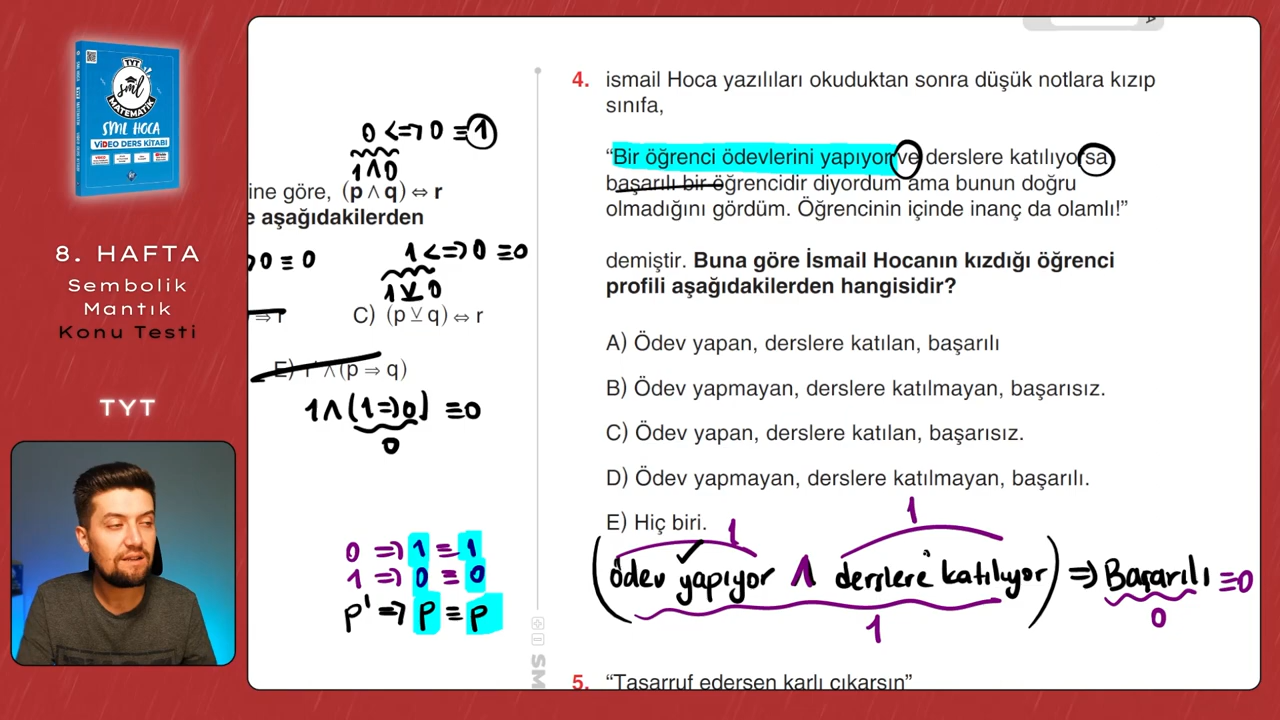 TYT
sml
MATEMATİK
SML HOCA
VİDEO DERS KİTABI
8. HAFTA
Sembolik
Mantık
Konu Testi
TYT
0 <=> 0 ≡ 1
1 ∧ 0
ine göre, (p ∧ q) ⇔ r
e aşağıdakilerden
0 ≡ 0
1 <=> 0 ≡ 0
1 ⊻ 0
⇒ r
C) (p ⊻ q) ⇔ r
E) r' ∧ (p ⇒ q)
1 ∧ (1 => 0) ≡ 0
0
0 => 1 ≡ 1
1 => 0 ≡ 0
p' => p ≡ p
SM
A
4. ismail Hoca yazılıları okuduktan sonra düşük notlara kızıp
sınıfa,
“Bir öğrenci ödevlerini yapıyor ve derslere katılıyorsa
başarılı bir öğrencidir diyordum ama bunun doğru
olmadığını gördüm. Öğrencinin içinde inanç da olamlı!”
demiştir. Buna göre İsmail Hocanın kızdığı öğrenci
profili aşağıdakilerden hangisidir?
A) Ödev yapan, derslere katılan, başarılı
B) Ödev yapmayan, derslere katılmayan, başarısız.
C) Ödev yapan, derslere katılan, başarısız.
D) Ödev yapmayan, derslere katılmayan, başarılı.
E) Hiç biri.
1 1
(ödev yapıyor ∧ derslere katılıyor) => Başarılı ≡ 0
1 0
5. “Tasarruf edersen karlı çıkarsın”